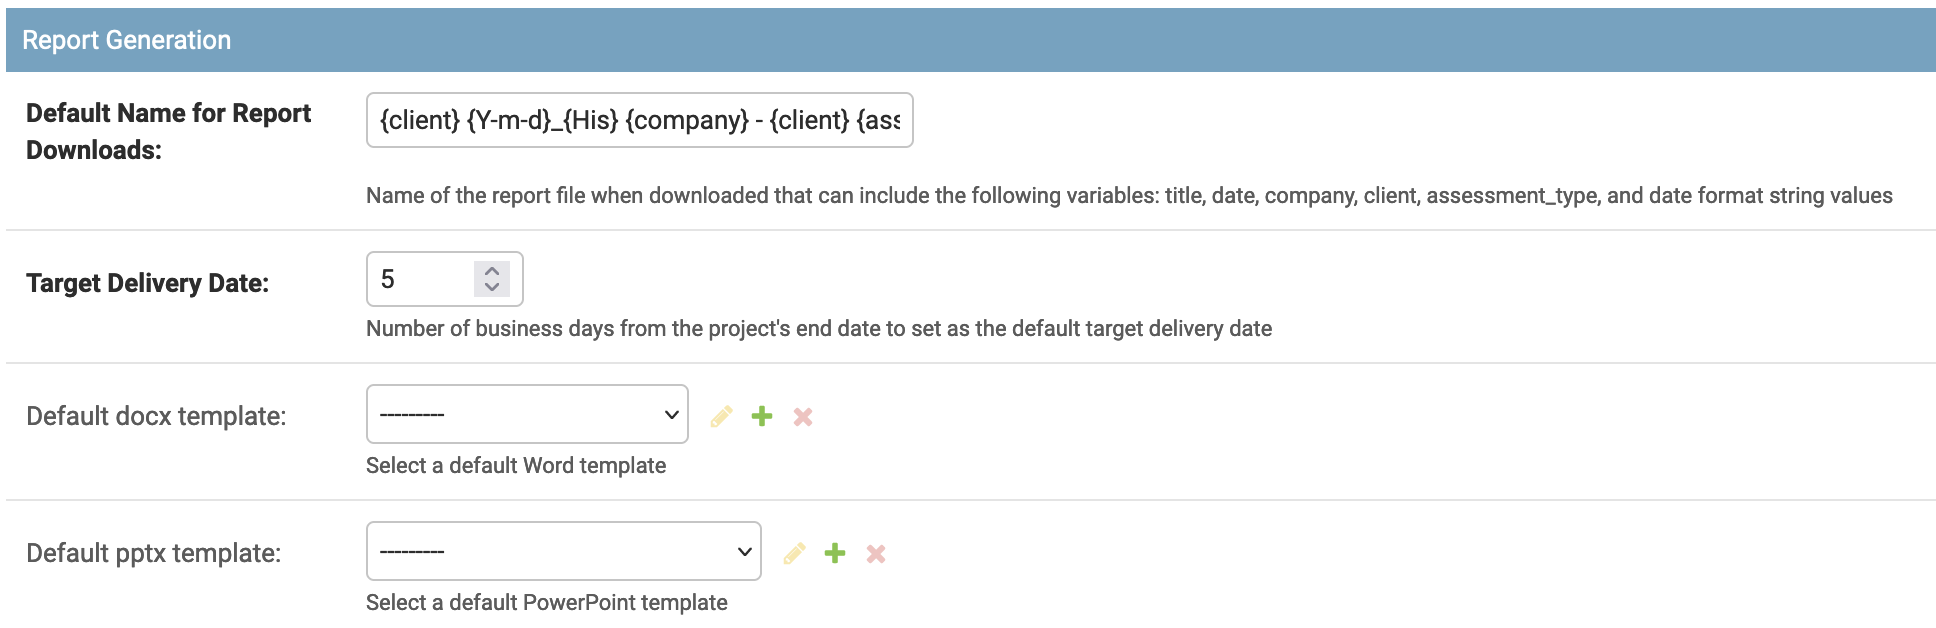 Report Generation
Default Name for Report
Downloads:
{client} {Y-m-d}_{His} {company} - {client} {ass
Name of the report file when downloaded that can include the following variables: title, date, company, client, assessment_type, and date format string values
Target Delivery Date:
5
Number of business days from the project's end date to set as the default target delivery date
Default docx template:
---------
Select a default Word template
Default pptx template:
---------
Select a default PowerPoint template